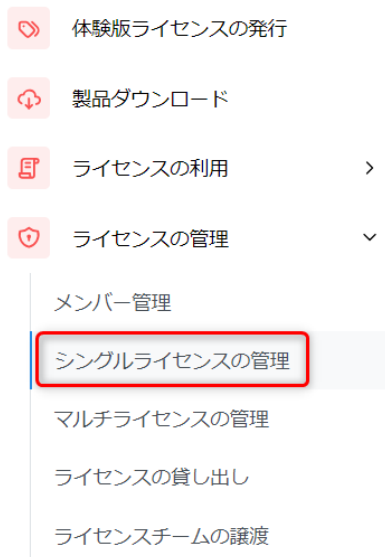 体験版ライセンスの発行
製品ダウンロード
ライセンスの利用
ライセンスの管理
メンバー管理
シングルライセンスの管理
マルチライセンスの管理
ライセンスの貸し出し
ライセンスチームの譲渡